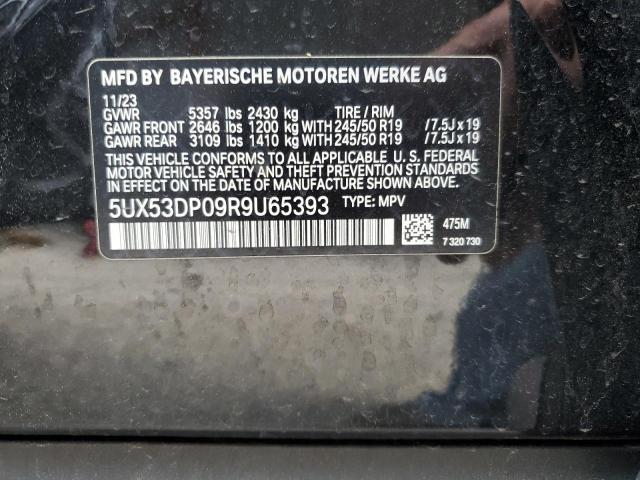 MFD BY BAYERISCHE MOTOREN WERKE AG
11/23
GVWR 5357 lbs 2430 kg TIRE / RIM
GAWR FRONT 2646 lbs 1200 kg WITH 245/50 R19 /7.5J x 19
GAWR REAR 3109 lbs 1410 kg WITH 245/50 R19 /7.5J x 19
THIS VEHICLE CONFORMS TO ALL APPLICABLE U. S. FEDERAL
MOTOR VEHICLE SAFETY AND THEFT PREVENTION STANDARDS
IN EFFECT ON THE DATE OF MANUFACTURE SHOWN ABOVE.
5UX53DP09R9U65393 TYPE: MPV
475M
7 320 730